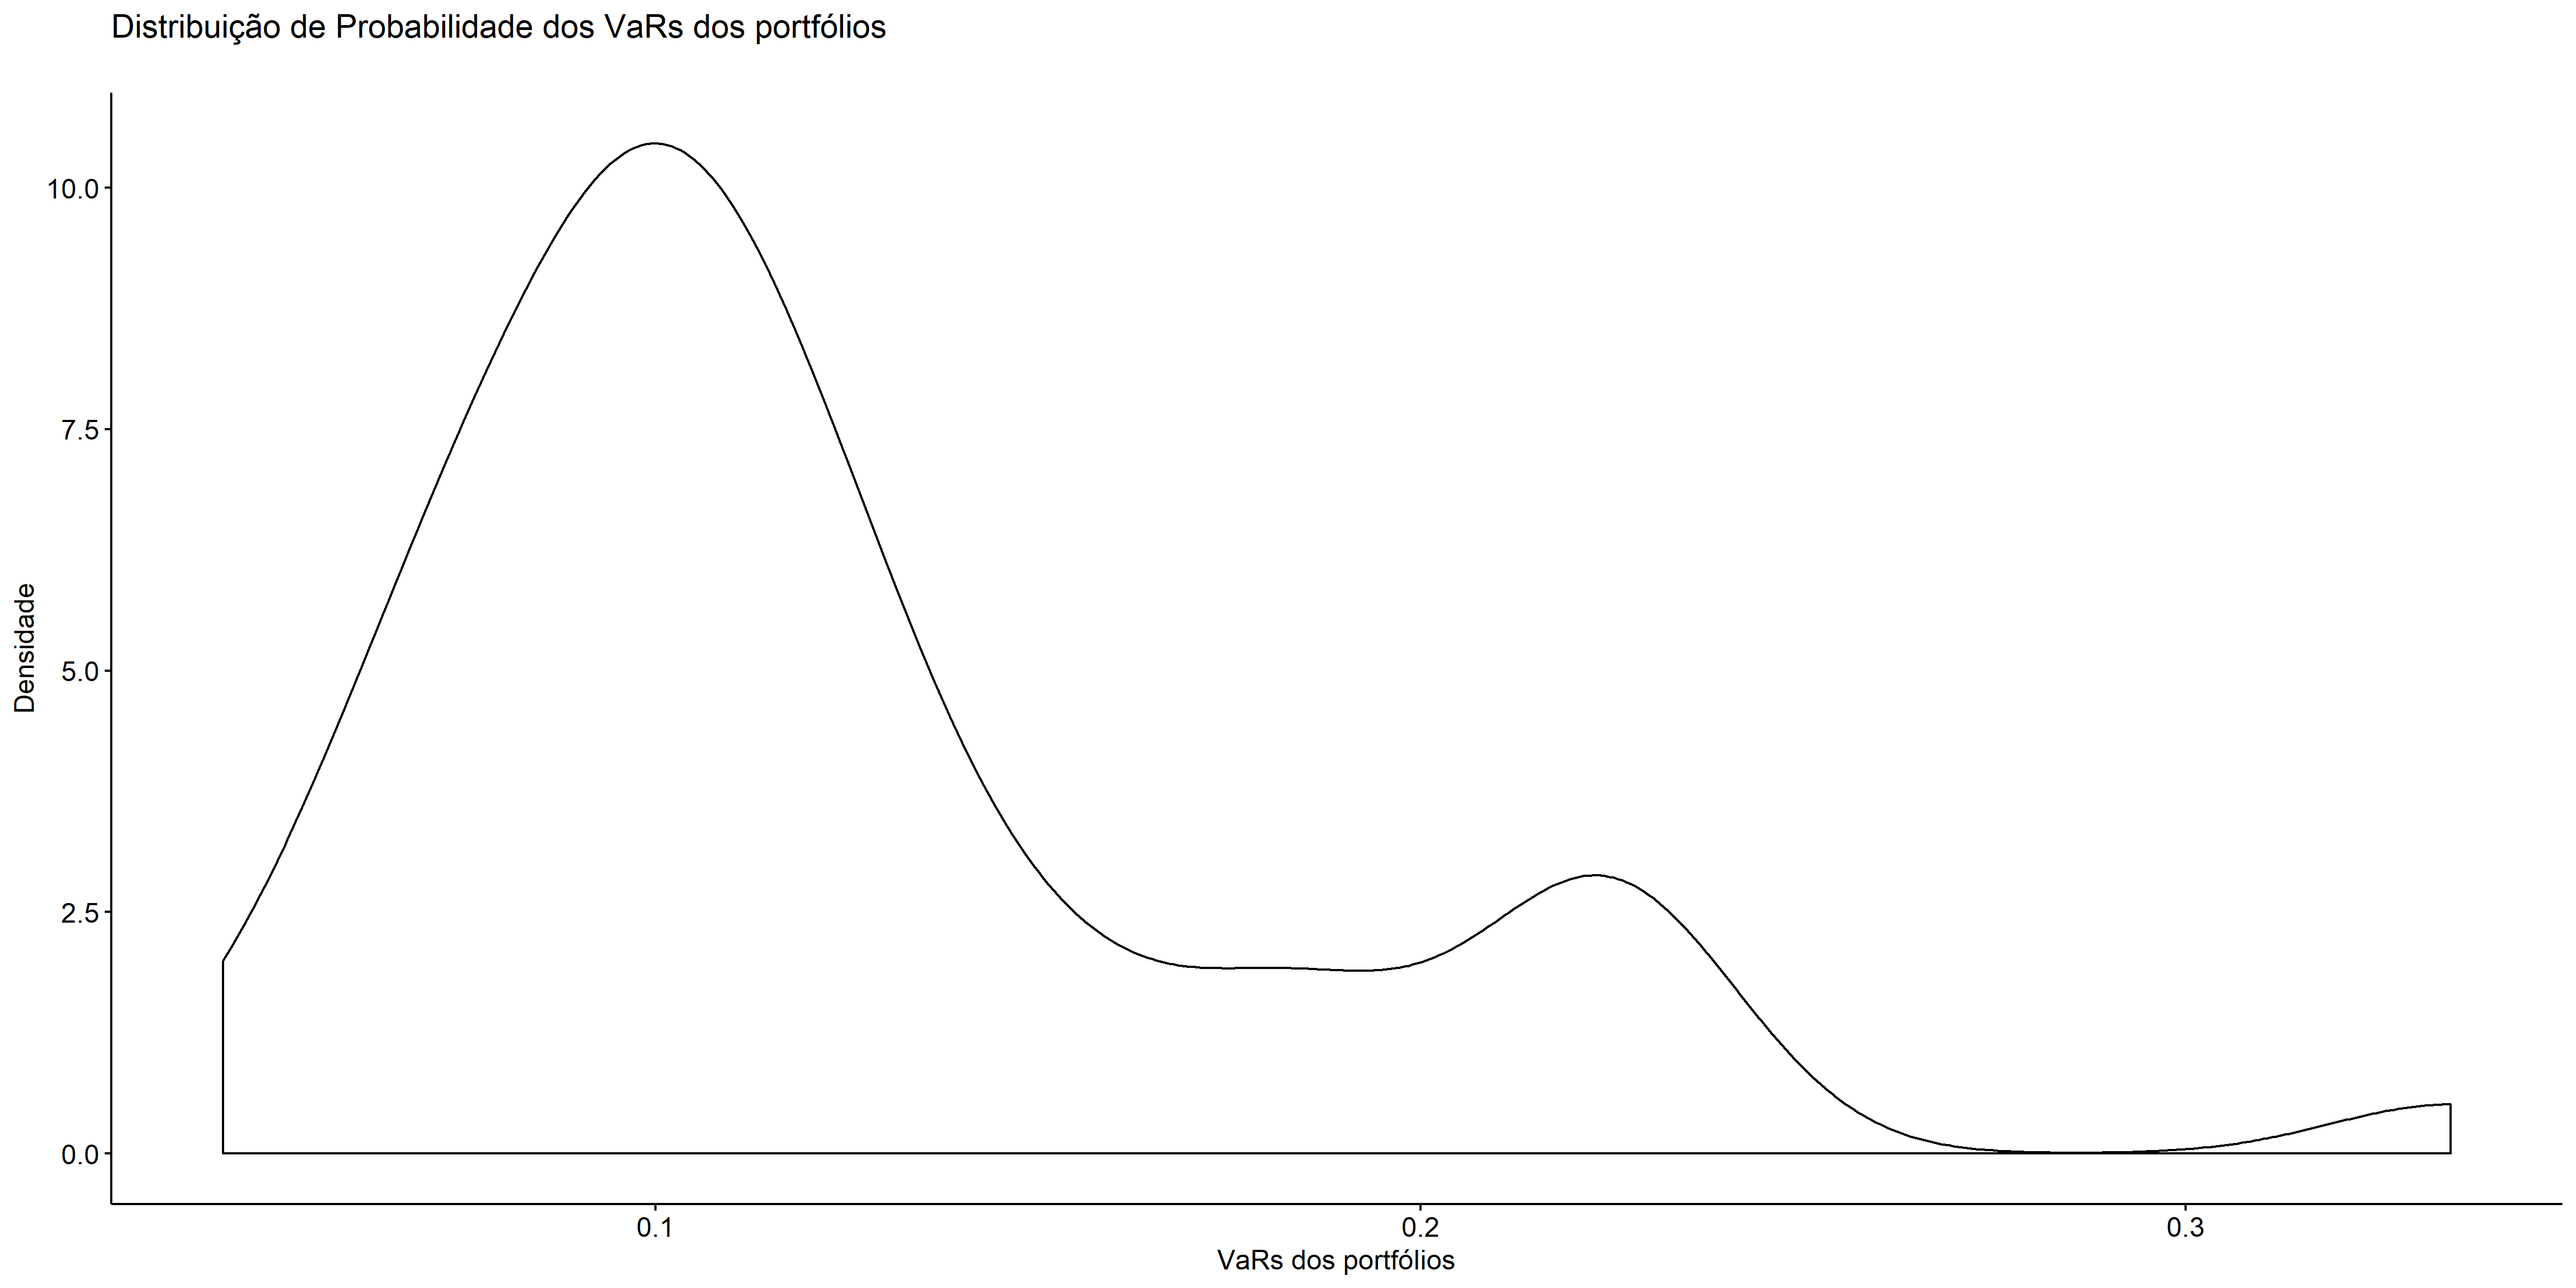 Distribuição de Probabilidade dos VaRs dos portfólios
10.0
7.5
5.0
2.5
0.0
Densidade
0.1
0.2
0.3
VaRs dos portfólios